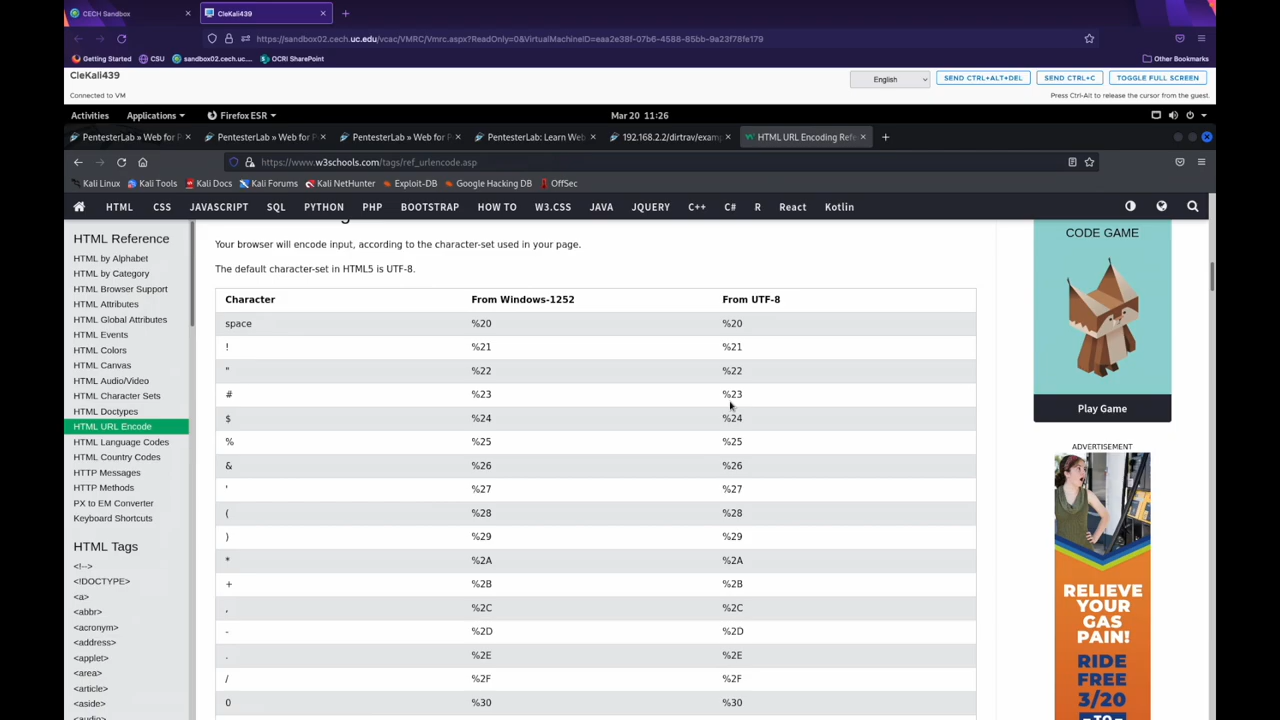 CECH Sandbox
CleKali439
https://sandbox02.cech.uc.edu/vcac/VMRC/Vmrc.aspx?ReadOnly=0&VirtualMachineID=eaa2e38f-07b6-4588-85bb-9a23f78fe179
Getting Started
CSU
sandbox02.cech.uc....
OCRI SharePoint
Other Bookmarks
CleKali439
English
SEND CTRL+ALT+DEL
SEND CTRL+C
TOGGLE FULL SCREEN
Connected to VM
Press Ctrl-Alt to release the cursor from the guest.
Activities
Applications
Firefox ESR
Mar 20 11:26
PentesterLab » Web for P
PentesterLab » Web for P
PentesterLab » Web for P
PentesterLab: Learn Web
192.168.2.2/dirtrav/exam
HTML URL Encoding Refe
https://www.w3schools.com/tags/ref_urlencode.asp
Kali Linux
Kali Tools
Kali Docs
Kali Forums
Kali NetHunter
Exploit-DB
Google Hacking DB
OffSec
HTML CSS JAVASCRIPT SQL PYTHON PHP BOOTSTRAP HOW TO W3.CSS JAVA JQUERY C++ C# R React Kotlin
HTML Reference
HTML by Alphabet
HTML by Category
HTML Browser Support
HTML Attributes
HTML Global Attributes
HTML Events
HTML Colors
HTML Canvas
HTML Audio/Video
HTML Character Sets
HTML Doctypes
HTML URL Encode
HTML Language Codes
HTML Country Codes
HTTP Messages
HTTP Methods
PX to EM Converter
Keyboard Shortcuts
HTML Tags
<!-->
<!DOCTYPE>
<a>
<abbr>
<acronym>
<address>
<applet>
<area>
<article>
<aside>
<audio>
Your browser will encode input, according to the character-set used in your page.
The default character-set in HTML5 is UTF-8.
Character From Windows-1252 From UTF-8
space %20 %20
! %21 %21
" %22 %22
# %23 %23
$ %24 %24
% %25 %25
& %26 %26
' %27 %27
( %28 %28
) %29 %29
* %2A %2A
+ %2B %2B
, %2C %2C
- %2D %2D
. %2E %2E
/ %2F %2F
0 %30 %30
CODE GAME
Play Game
ADVERTISEMENT
RELIEVE
YOUR
GAS
PAIN!
RIDE
FREE
3/20
-TO-